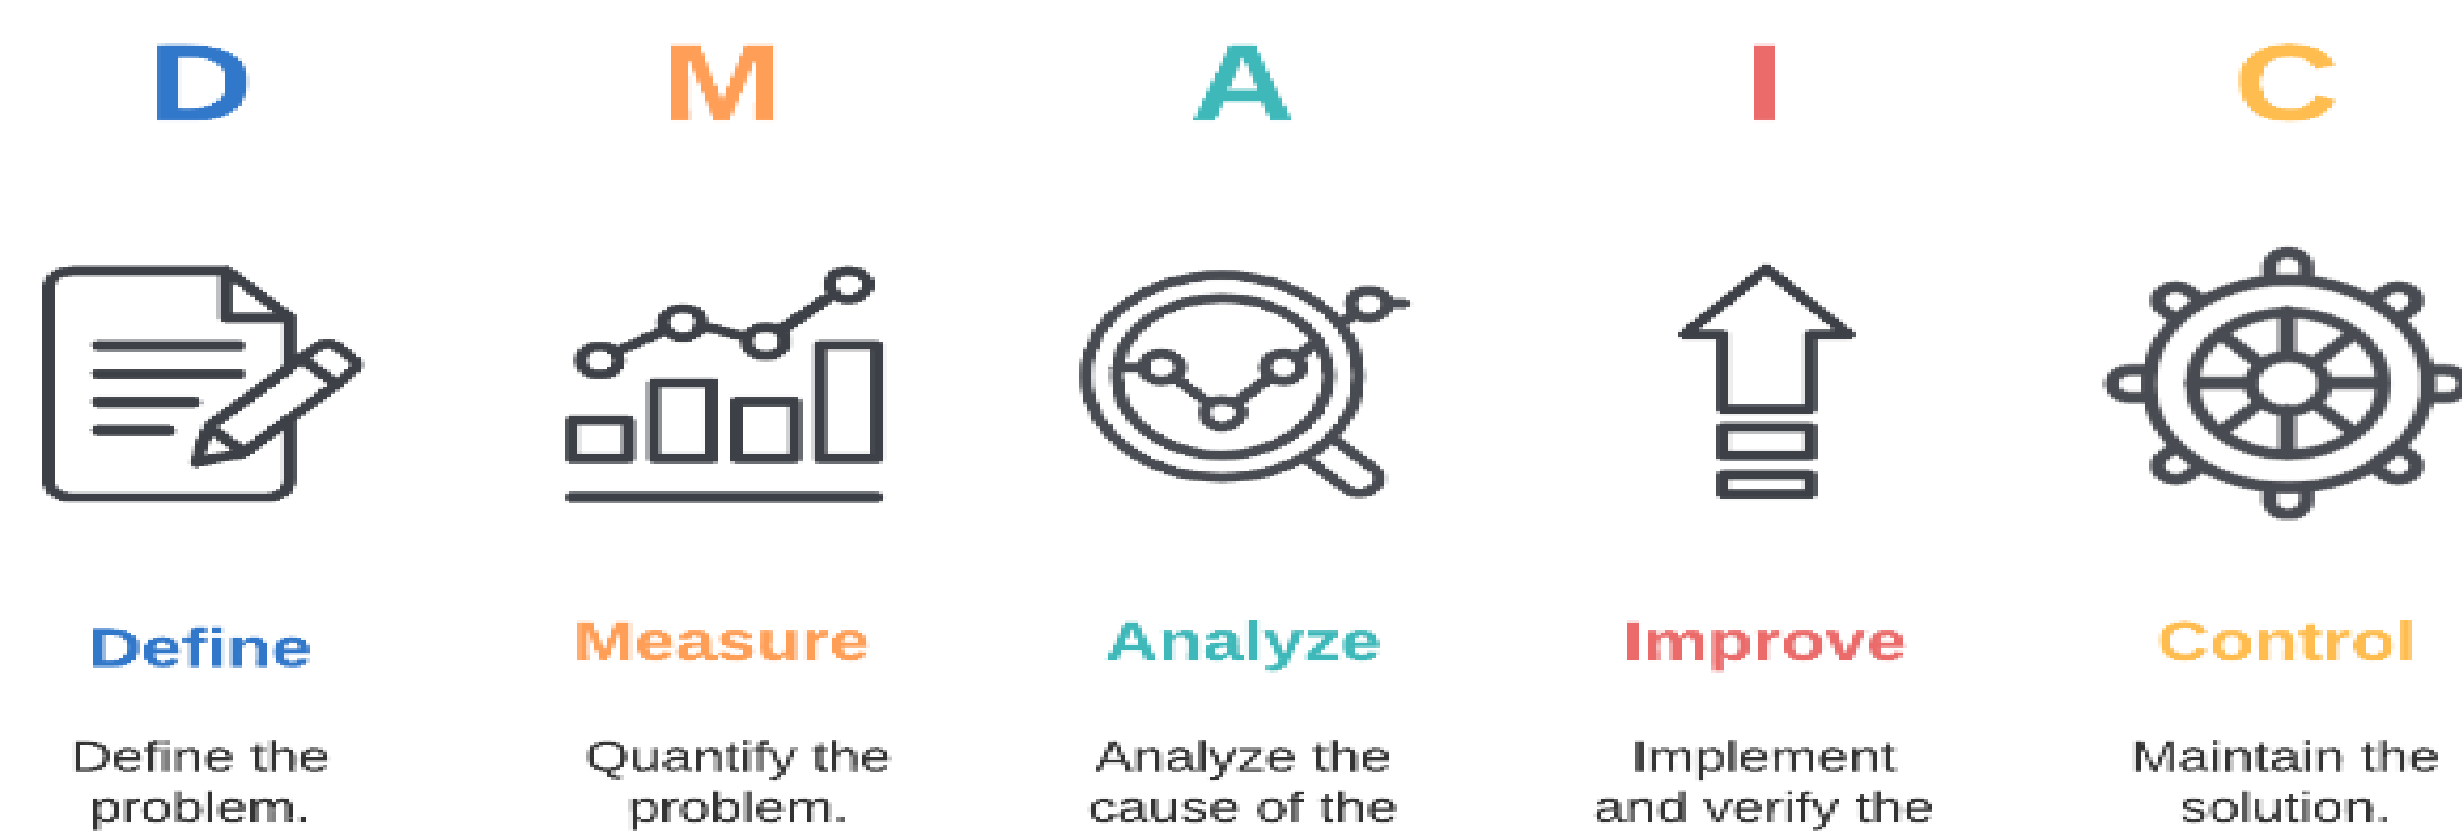 D M A I C
Define Measure Analyze Improve Control
Define the Quantify the Analyze the Implement Maintain the
problem. problem. cause of the and verify the solution.